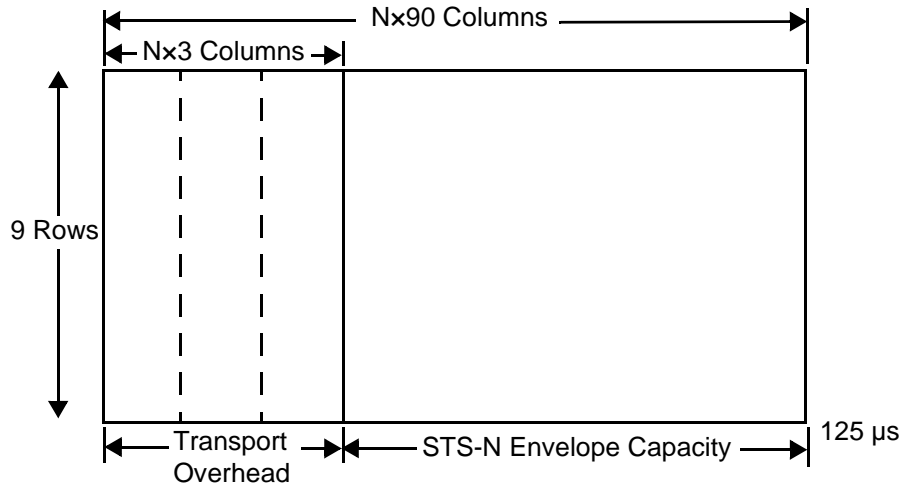 N×90 Columns
N×3 Columns
9 Rows
Transport
Overhead
STS-N Envelope Capacity
125 µs